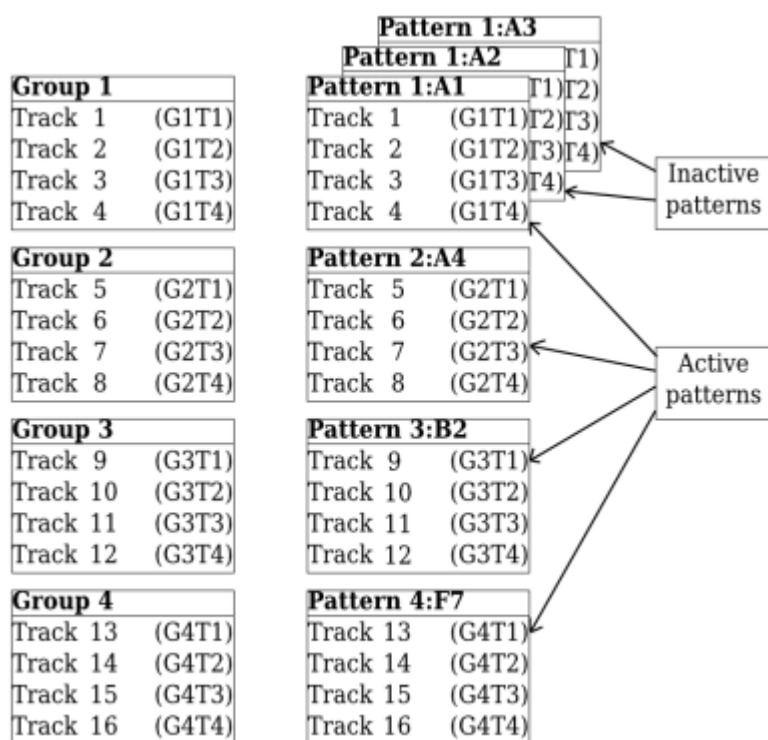 Pattern 1:A3
T1)
T2)
T3)
T4)
Pattern 1:A2
T1)
T2)
T3)
T4)
Group 1
Track 1 (G1T1)
Track 2 (G1T2)
Track 3 (G1T3)
Track 4 (G1T4)
Pattern 1:A1
Track 1 (G1T1)
Track 2 (G1T2)
Track 3 (G1T3)
Track 4 (G1T4)
Inactive
patterns
Group 2
Track 5 (G2T1)
Track 6 (G2T2)
Track 7 (G2T3)
Track 8 (G2T4)
Pattern 2:A4
Track 5 (G2T1)
Track 6 (G2T2)
Track 7 (G2T3)
Track 8 (G2T4)
Active
patterns
Group 3
Track 9 (G3T1)
Track 10 (G3T2)
Track 11 (G3T3)
Track 12 (G3T4)
Pattern 3:B2
Track 9 (G3T1)
Track 10 (G3T2)
Track 11 (G3T3)
Track 12 (G3T4)
Group 4
Track 13 (G4T1)
Track 14 (G4T2)
Track 15 (G4T3)
Track 16 (G4T4)
Pattern 4:F7
Track 13 (G4T1)
Track 14 (G4T2)
Track 15 (G4T3)
Track 16 (G4T4)